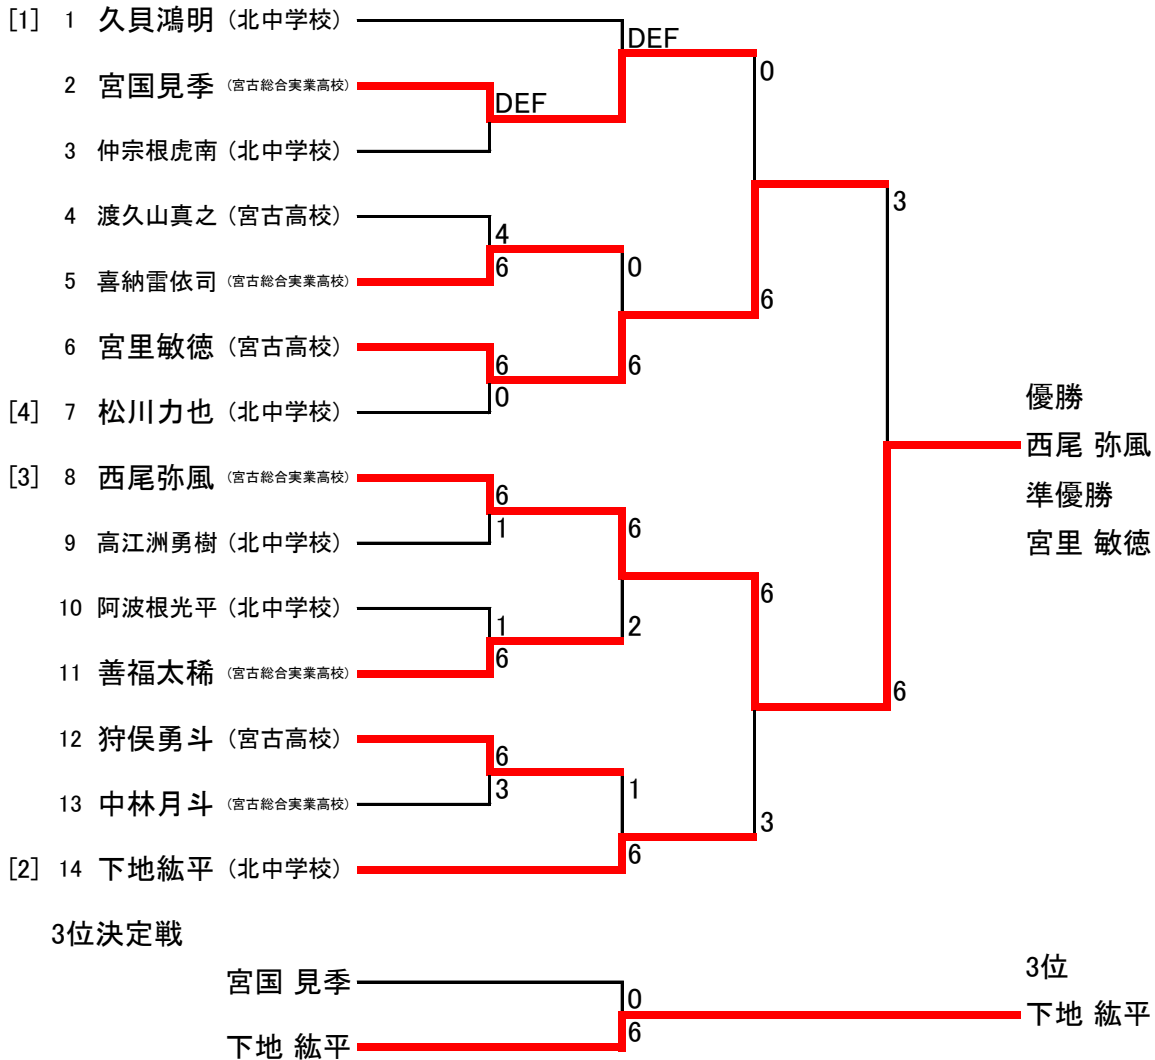 [1] 1 久貝鴻明 (北中学校)
DEF
0
2 宮国見季 (宮古総合実業高校)
DEF
3 仲宗根虎南 (北中学校)
3
4 渡久山真之 (宮古高校)
4
6
0
5 喜納雷依司 (宮古総合実業高校)
6
6 宮里敏徳 (宮古高校)
6
6
0
[4] 7 松川力也 (北中学校)
優勝
西尾 弥風
[3] 8 西尾弥風 (宮古総合実業高校)
6
準優勝
1
6
9 高江洲勇樹 (北中学校)
宮里 敏徳
6
10 阿波根光平 (北中学校)
1
2
6
11 善福太稀 (宮古総合実業高校)
6
12 狩俣勇斗 (宮古高校)
6
3
1
13 中林月斗 (宮古総合実業高校)
3
6
[2] 14 下地紘平 (北中学校)
3位決定戦
3位
宮国 見季
0
下地 紘平
6
下地 紘平